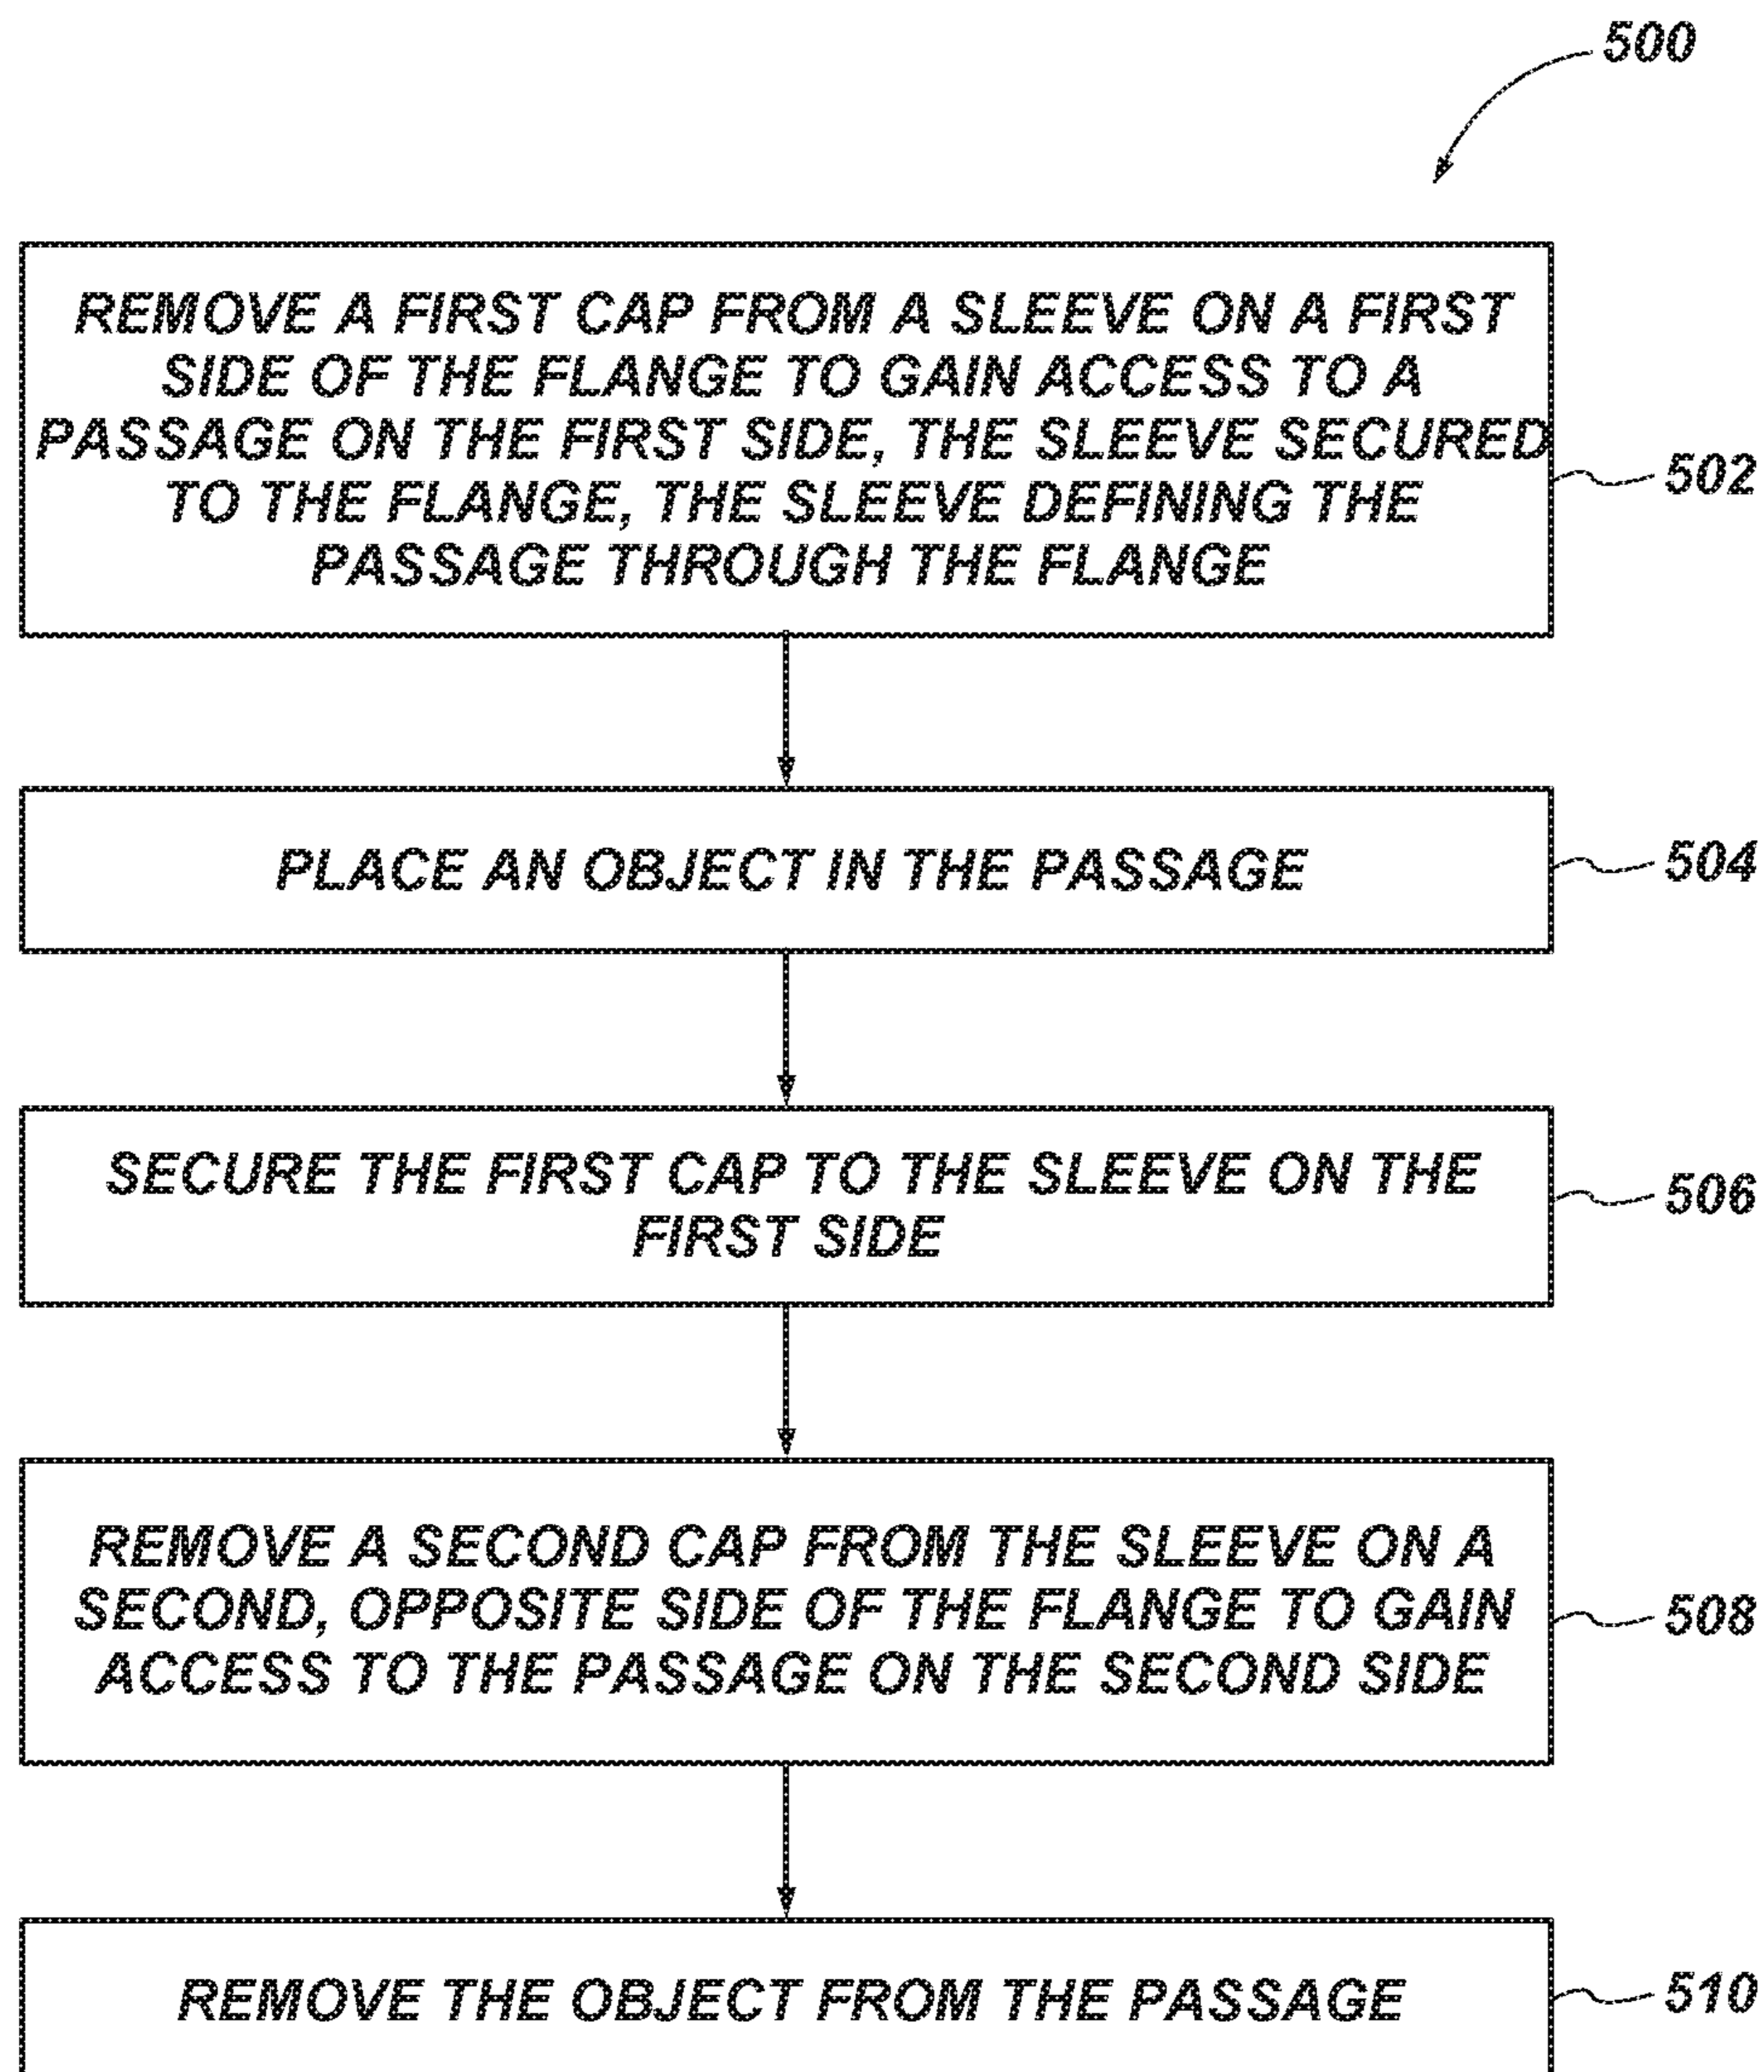 500
REMOVE A FIRST CAP FROM A SLEEVE ON A FIRST
SIDE OF THE FLANGE TO GAIN ACCESS TO A
PASSAGE ON THE FIRST SIDE, THE SLEEVE SECURED
TO THE FLANGE, THE SLEEVE DEFINING THE
PASSAGE THROUGH THE FLANGE
502
PLACE AN OBJECT IN THE PASSAGE
504
SECURE THE FIRST CAP TO THE SLEEVE ON THE
FIRST SIDE
506
REMOVE A SECOND CAP FROM THE SLEEVE ON A
SECOND, OPPOSITE SIDE OF THE FLANGE TO GAIN
ACCESS TO THE PASSAGE ON THE SECOND SIDE
508
REMOVE THE OBJECT FROM THE PASSAGE
510